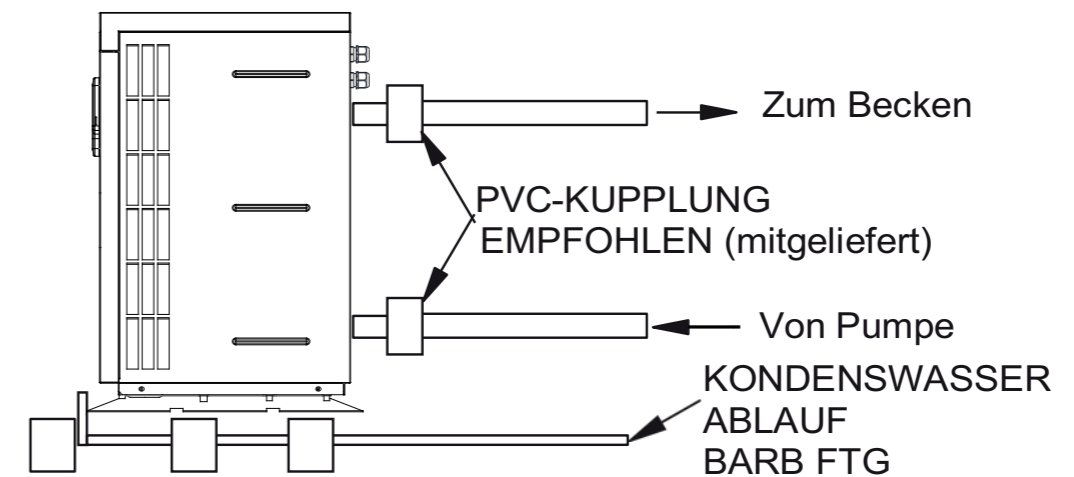 Zum Becken
PVC-KUPPLUNG
EMPFOHLEN (mitgeliefert)
Von Pumpe
KONDENSWASSER
ABLAUF
BARB FTG